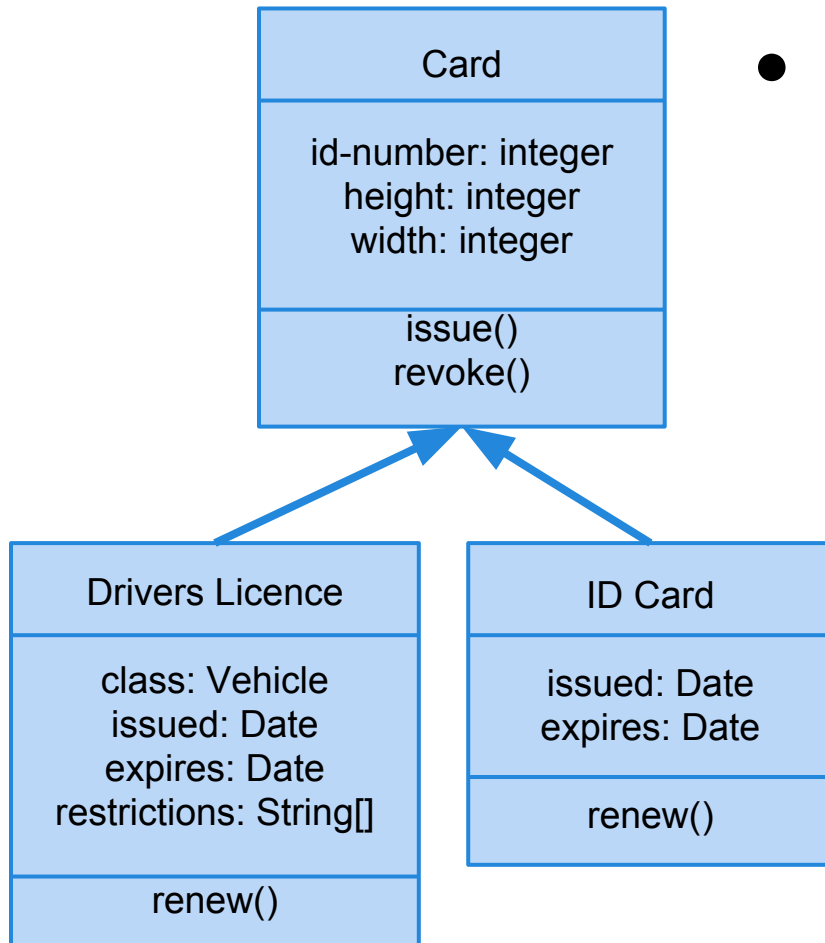 Card
id-number: integer
height: integer
width: integer
issue()
revoke()
Drivers Licence
class: Vehicle
issued: Date
expires: Date
restrictions: String[]
renew()
ID Card
issued: Date
expires: Date
renew()